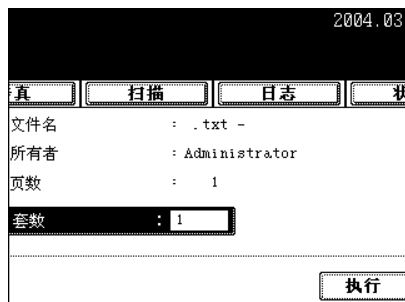 2004.03
真 扫描 日志 状
文件名 : .txt -
所有者 : Administrator
页数 : 1
套数 : 1
执行